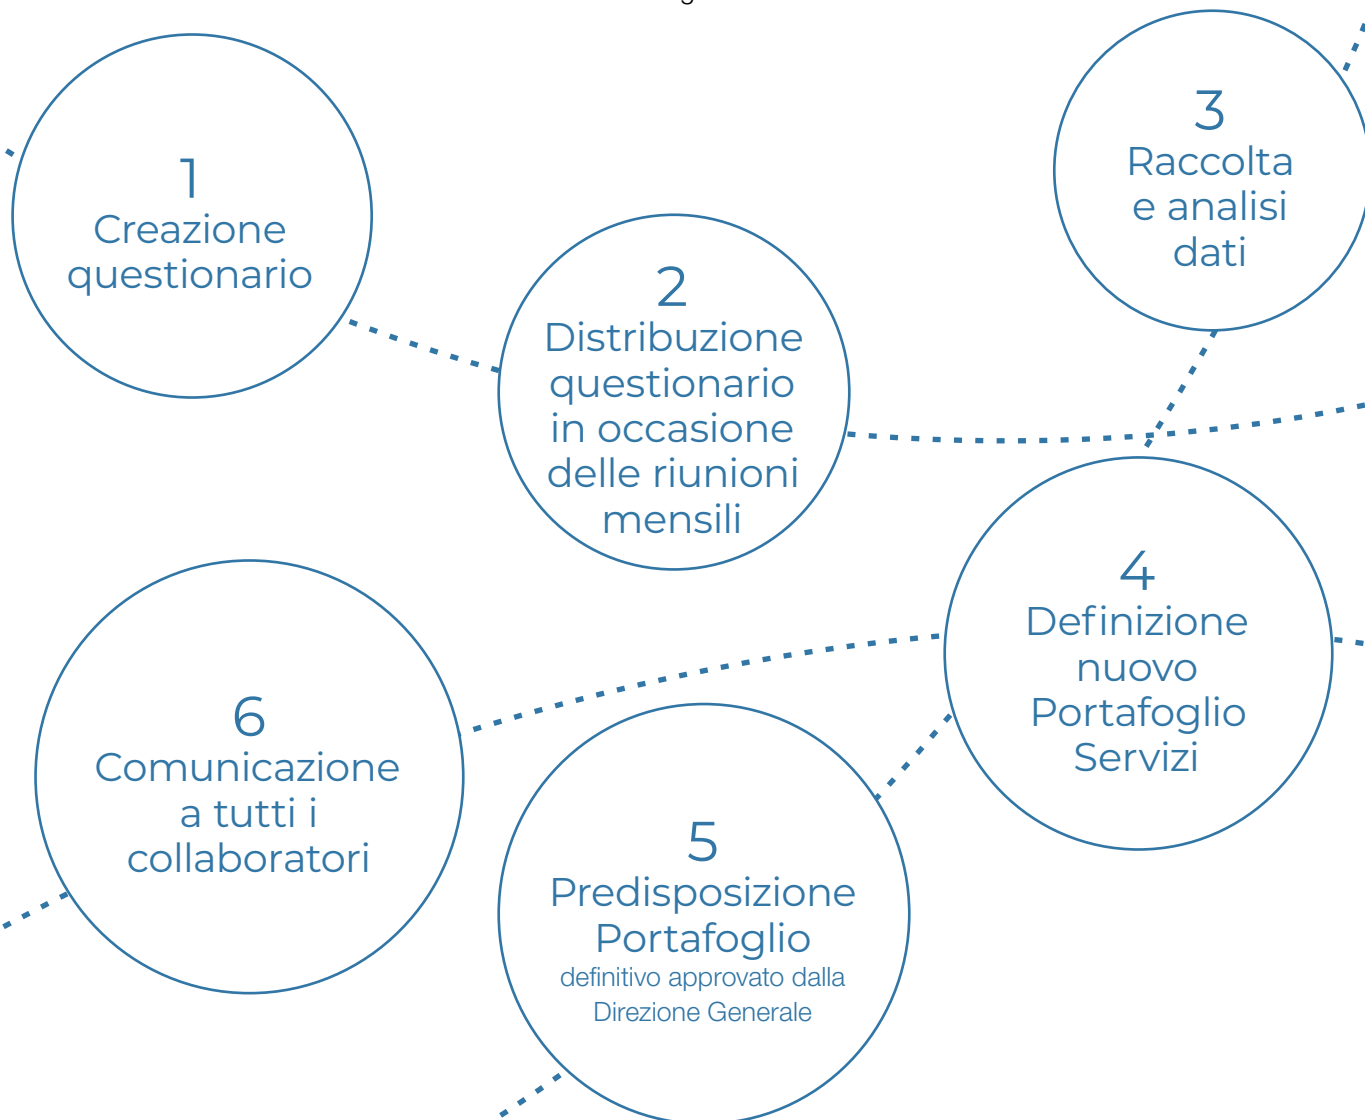 1
Creazione
questionario
2
Distribuzione
questionario
in occasione
delle riunioni
mensili
3
Raccolta
e analisi
dati
4
Definizione
nuovo
Portafoglio
Servizi
5
Predisposizione
Portafoglio
definitivo approvato dalla
Direzione Generale
6
Comunicazione
a tutti i
collaboratori